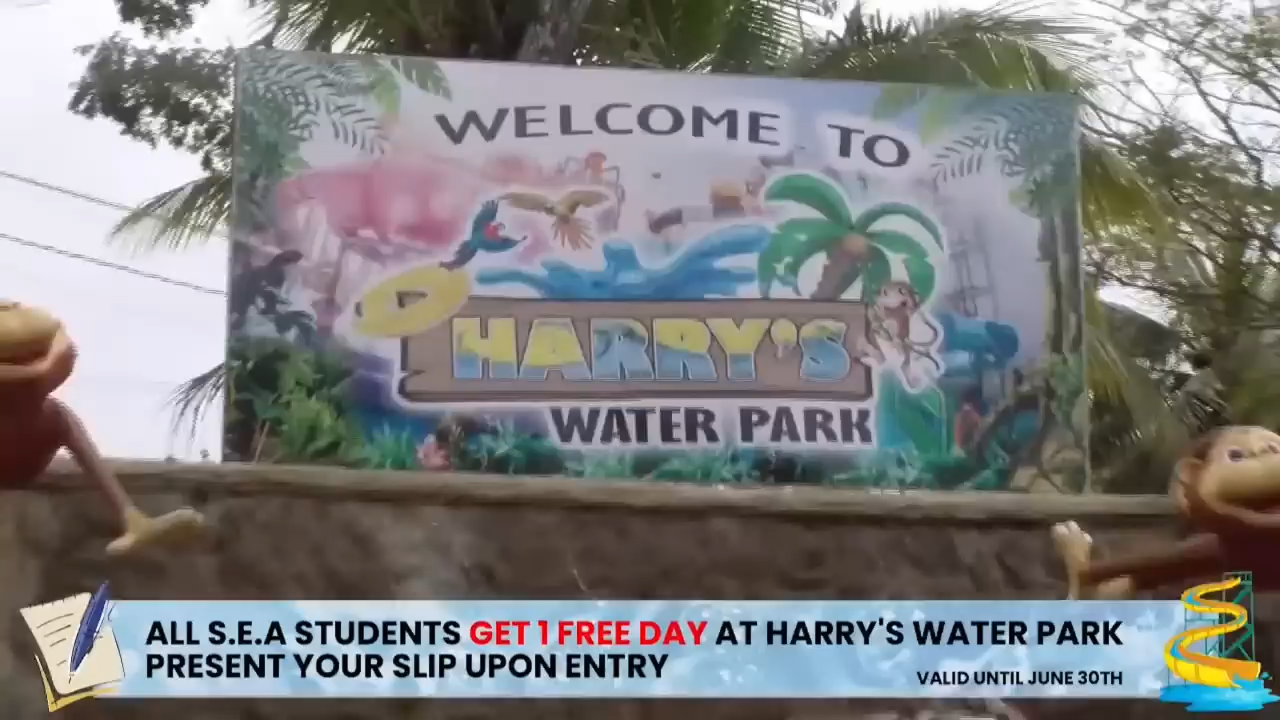 WELCOME TO
HARRY'S
WATER PARK
ALL S.E.A STUDENTS GET 1 FREE DAY AT HARRY'S WATER PARK
PRESENT YOUR SLIP UPON ENTRY
VALID UNTIL JUNE 30TH